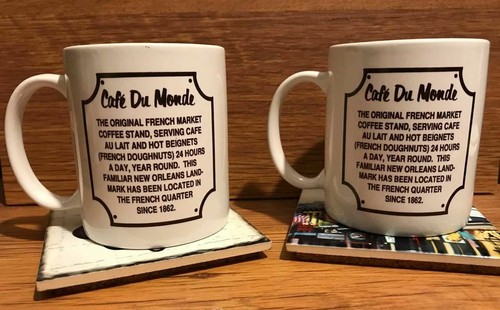 Café Du Monde
THE ORIGINAL FRENCH MARKET
COFFEE STAND, SERVING CAFE
AU LAIT AND HOT BEIGNETS
(FRENCH DOUGHNUTS) 24 HOURS
A DAY, YEAR ROUND. THIS
FAMILIAR NEW ORLEANS LAND-
MARK HAS BEEN LOCATED IN
THE FRENCH QUARTER
SINCE 1862.
Café Du Monde
THE ORIGINAL FRENCH MARKET
COFFEE STAND, SERVING CAFE
AU LAIT AND HOT BEIGNETS
(FRENCH DOUGHNUTS) 24 HOURS
A DAY, YEAR ROUND. THIS
FAMILIAR NEW ORLEANS LAND-
MARK HAS BEEN LOCATED IN
THE FRENCH QUARTER
SINCE 1862.